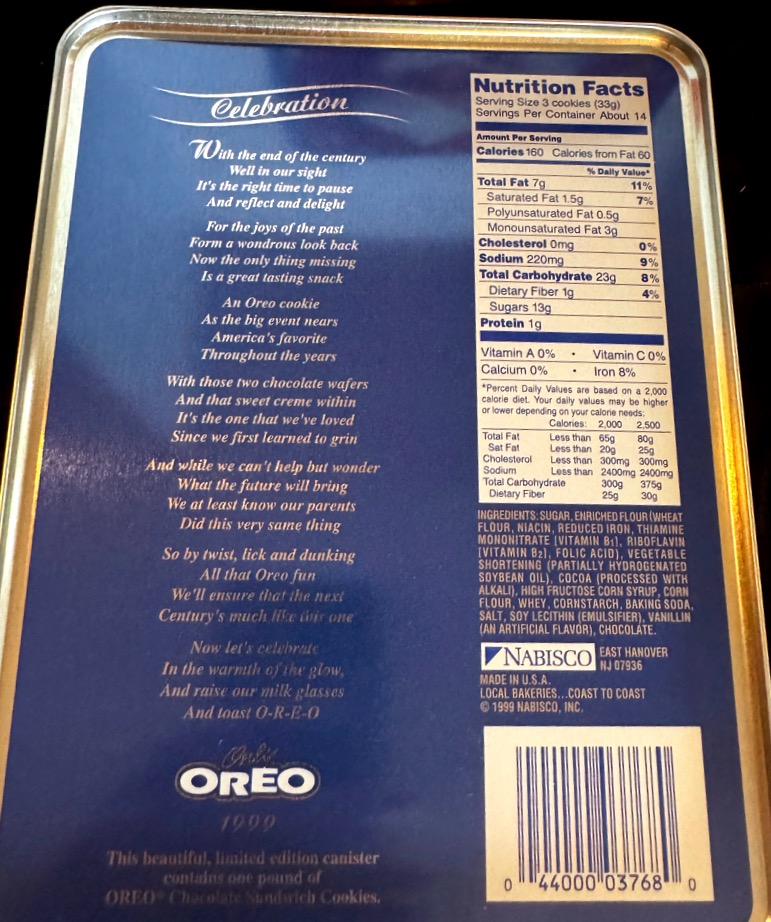 Celebration
With the end of the century
Well in our sight
It's the right time to pause
And reflect and delight
For the joys of the past
Form a wondrous look back
Now the only thing missing
Is a great tasting snack
An Oreo cookie
As the big event nears
America's favorite
Throughout the years
With those two chocolate wafers
And that sweet creme within
It's the one that we've loved
Since we first learned to grin
And while we can't help but wonder
What the future will bring
We at least know our parents
Did this very same thing
So by twist, lick and dunking
All that Oreo fun
We'll ensure that the next
Century's much like this one
Now let's celebrate
In the warmth of the glow,
And raise our milk glasses
And toast O-R-E-O
Only
OREO
1999
This beautiful, limited edition canister
contains one pound of
OREO® Chocolate Sandwich Cookies.
Nutrition Facts
Serving Size 3 cookies (33g)
Servings Per Container About 14
Amount Per Serving
Calories 160 Calories from Fat 60
% Daily Value*
Total Fat 7g 11%
Saturated Fat 1.5g 7%
Polyunsaturated Fat 0.5g
Monounsaturated Fat 3g
Cholesterol 0mg 0%
Sodium 220mg 9%
Total Carbohydrate 23g 8%
Dietary Fiber 1g 4%
Sugars 13g
Protein 1g
Vitamin A 0% • Vitamin C 0%
Calcium 0% • Iron 8%
*Percent Daily Values are based on a 2,000
calorie diet. Your daily values may be higher
or lower depending on your calorie needs:
Calories: 2,000 2,500
Total Fat Less than 65g 80g
Sat Fat Less than 20g 25g
Cholesterol Less than 300mg 300mg
Sodium Less than 2400mg 2400mg
Total Carbohydrate 300g 375g
Dietary Fiber 25g 30g
INGREDIENTS: SUGAR, ENRICHED FLOUR (WHEAT
FLOUR, NIACIN, REDUCED IRON, THIAMINE
MONONITRATE [VITAMIN B1], RIBOFLAVIN
[VITAMIN B2], FOLIC ACID), VEGETABLE
SHORTENING (PARTIALLY HYDROGENATED
SOYBEAN OIL), COCOA (PROCESSED WITH
ALKALI), HIGH FRUCTOSE CORN SYRUP, CORN
FLOUR, WHEY, CORNSTARCH, BAKING SODA,
SALT, SOY LECITHIN (EMULSIFIER), VANILLIN
(AN ARTIFICIAL FLAVOR), CHOCOLATE.
NABISCO EAST HANOVER
NJ 07936
MADE IN U.S.A.
LOCAL BAKERIES...COAST TO COAST
© 1999 NABISCO, INC.
0 44000 03768 0